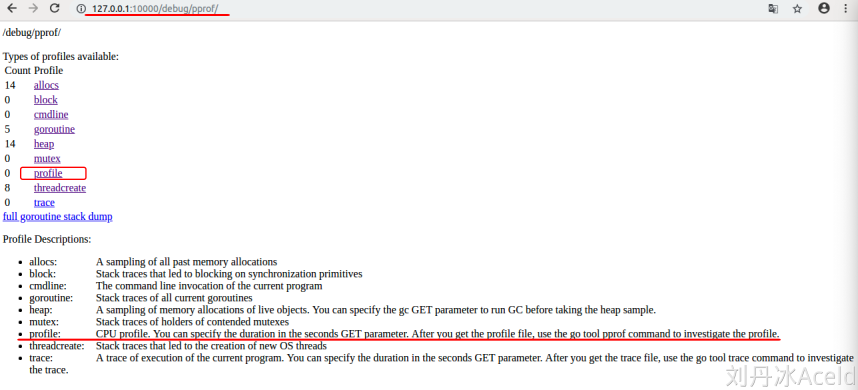 127.0.0.1:10000/debug/pprof/
/debug/pprof/
Types of profiles available:
Count Profile
14 allocs
0 block
0 cmdline
5 goroutine
14 heap
0 mutex
0 profile
8 threadcreate
0 trace
full goroutine stack dump
Profile Descriptions:
• allocs: A sampling of all past memory allocations
• block: Stack traces that led to blocking on synchronization primitives
• cmdline: The command line invocation of the current program
• goroutine: Stack traces of all current goroutines
• heap: A sampling of memory allocations of live objects. You can specify the gc GET parameter to run GC before taking the heap sample.
• mutex: Stack traces of holders of contended mutexes
• profile: CPU profile. You can specify the duration in the seconds GET parameter. After you get the profile file, use the go tool pprof command to investigate the profile.
• threadcreate: Stack traces that led to the creation of new OS threads
• trace: A trace of execution of the current program. You can specify the duration in the seconds GET parameter. After you get the trace file, use the go tool trace command to investigate
the trace.
刘丹冰Aceld